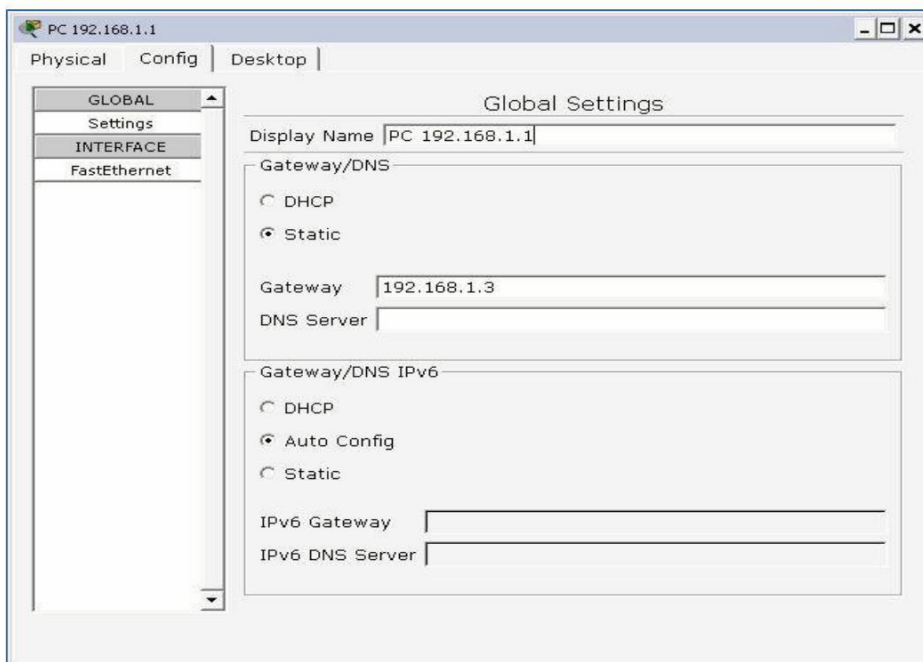 PC 192.168.1.1
Physical Config Desktop
GLOBAL
Settings
INTERFACE
FastEthernet
Global Settings
Display Name PC 192.168.1.1
Gateway/DNS
DHCP
Static
Gateway 192.168.1.3
DNS Server
Gateway/DNS IPv6
DHCP
Auto Config
Static
IPv6 Gateway
IPv6 DNS Server